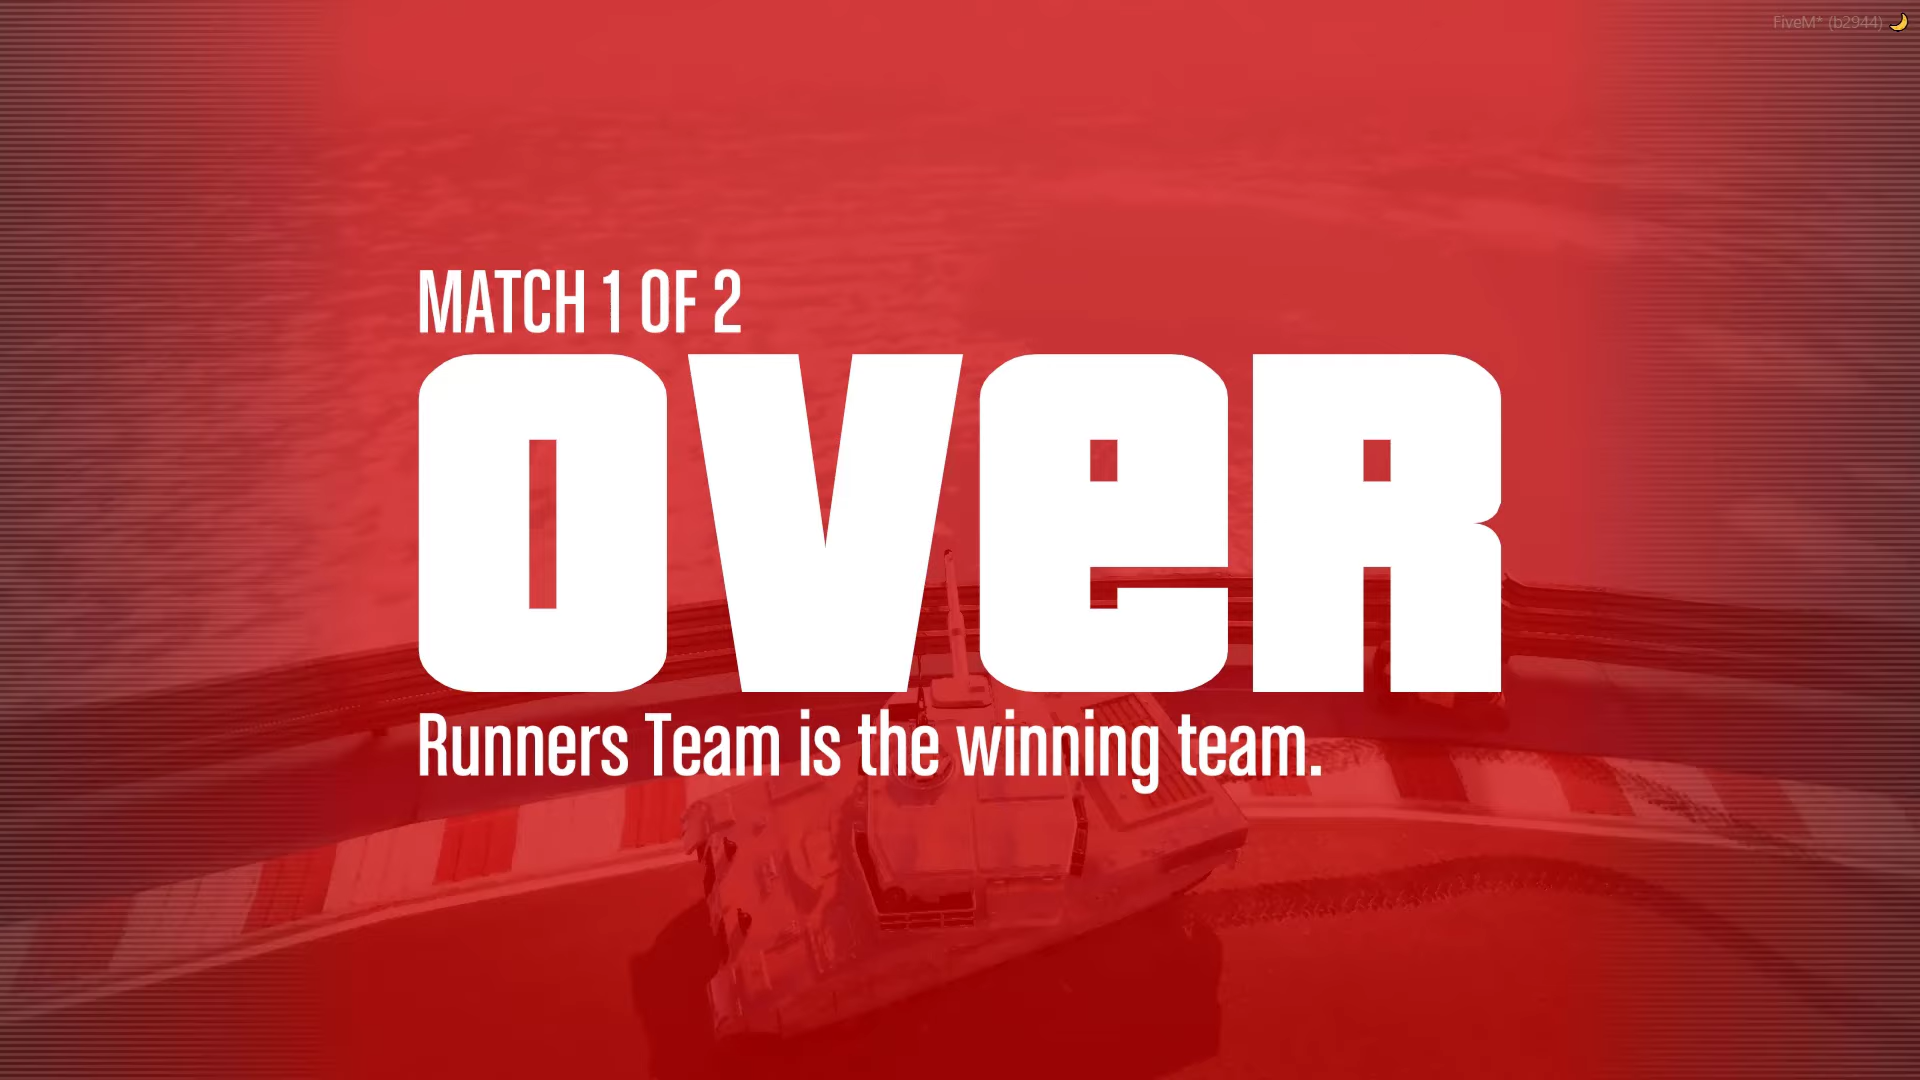 FiveM* (b2944)
MATCH 1 OF 2
OVeR
Runners Team is the winning team.